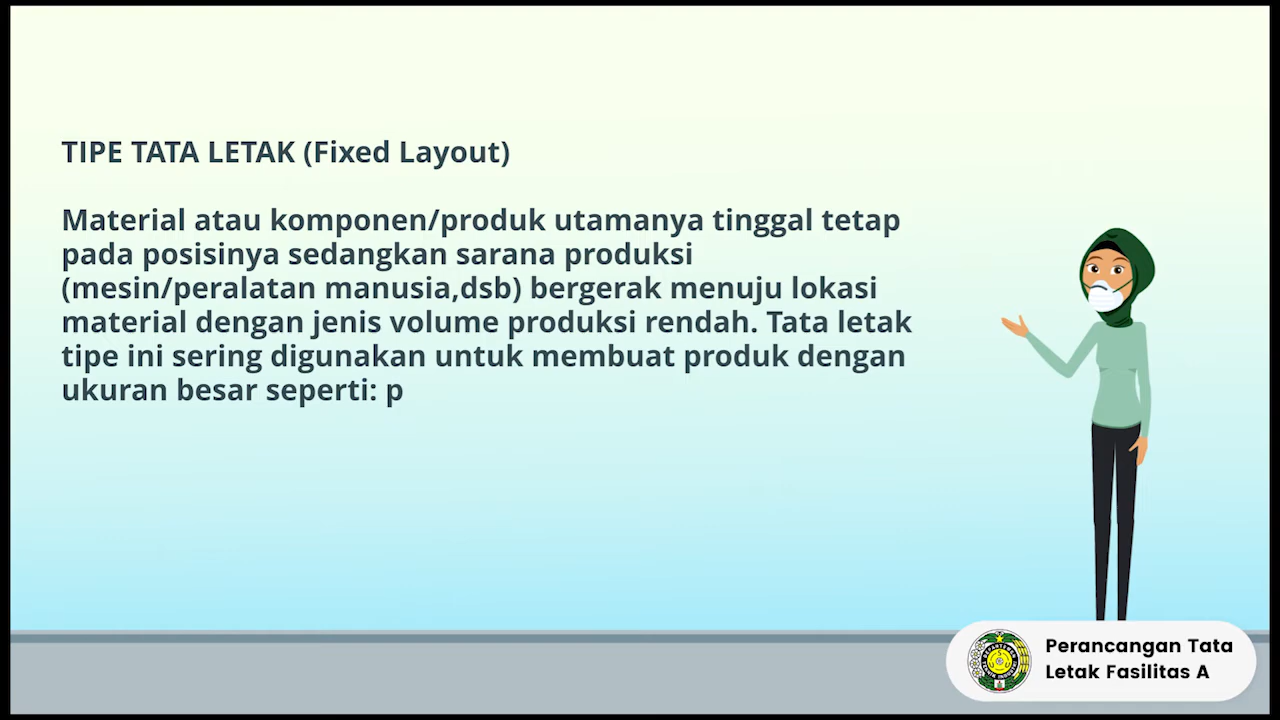 TIPE TATA LETAK (Fixed Layout)
Material atau komponen/produk utamanya tinggal tetap
pada posisinya sedangkan sarana produksi
(mesin/peralatan manusia,dsb) bergerak menuju lokasi
material dengan jenis volume produksi rendah. Tata letak
tipe ini sering digunakan untuk membuat produk dengan
ukuran besar seperti: p
Perancangan Tata
Letak Fasilitas A